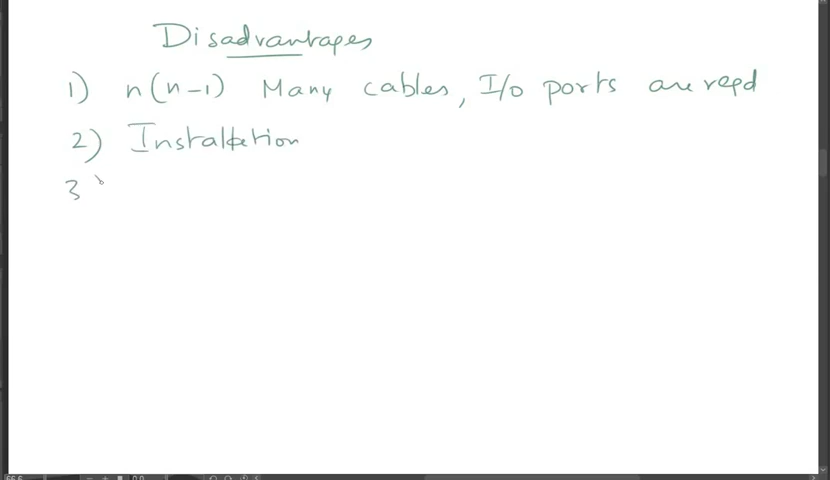 Disadvantages
1) n(n-1) Many cables, I/o ports are reqd
2) Installation
3